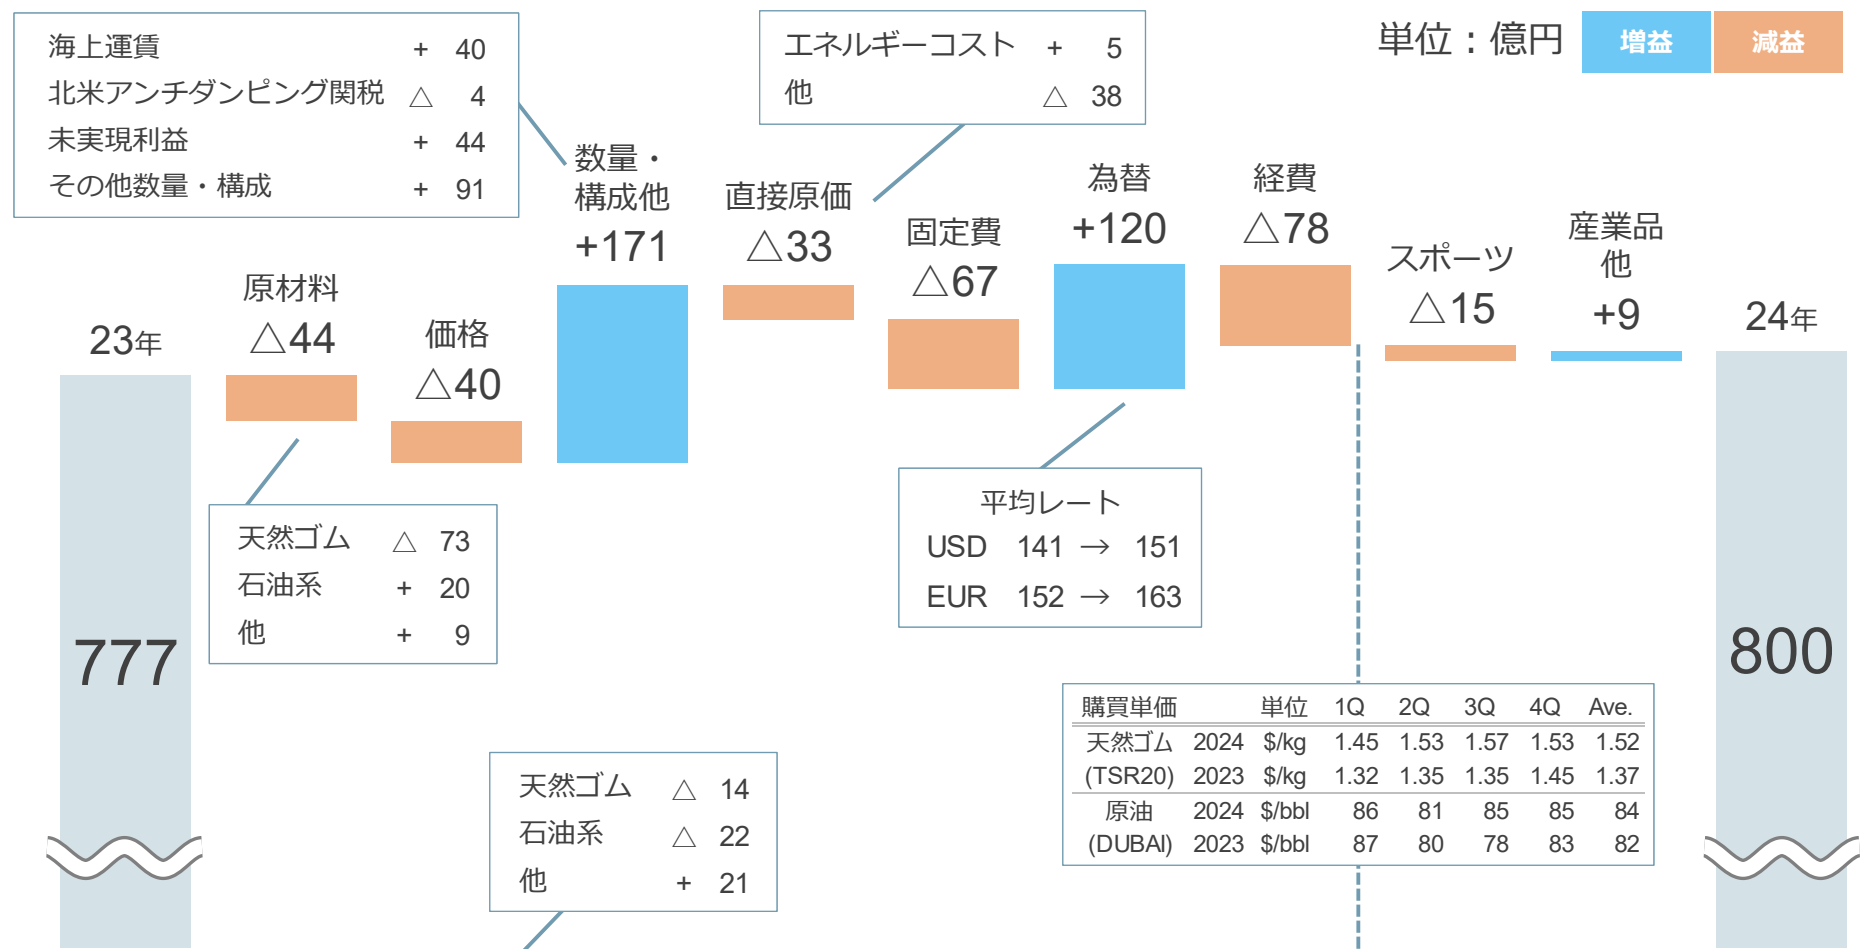 海上運賃 + 40
北米アンチダンピング関税 △ 4
未実現利益 + 44
その他数量・構成 + 91
エネルギーコスト + 5
他 △ 38
単位：億円 増益 減益
23年
777
原材料
△44
価格
△40
数量・
構成他
+171
直接原価
△33
固定費
△67
為替
+120
経費
△78
スポーツ
△15
産業品
他
+9
24年
800
天然ゴム △ 73
石油系 + 20
他 + 9
平均レート
USD 141 → 151
EUR 152 → 163
購買単価 単位 1Q 2Q 3Q 4Q Ave.
天然ゴム 2024 $/kg 1.45 1.53 1.57 1.53 1.52
(TSR20) 2023 $/kg 1.32 1.35 1.35 1.45 1.37
原油 2024 $/bbl 86 81 85 85 84
(DUBAI) 2023 $/bbl 87 80 78 83 82
天然ゴム △ 14
石油系 △ 22
他 + 21